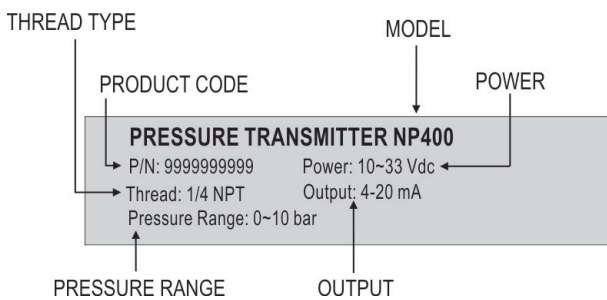 THREAD TYPE
MODEL
PRODUCT CODE
POWER
PRESSURE TRANSMITTER NP400
P/N: 9999999999 Power: 10~33 Vdc
Thread: 1/4 NPT Output: 4-20 mA
Pressure Range: 0~10 bar
PRESSURE RANGE
OUTPUT